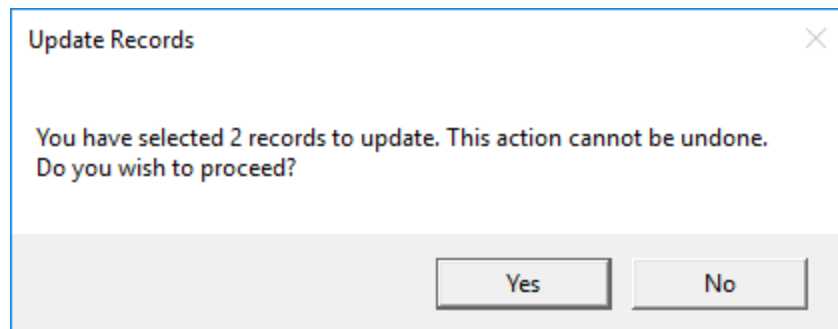 Update Records
You have selected 2 records to update. This action cannot be undone.
Do you wish to proceed?
Yes
No